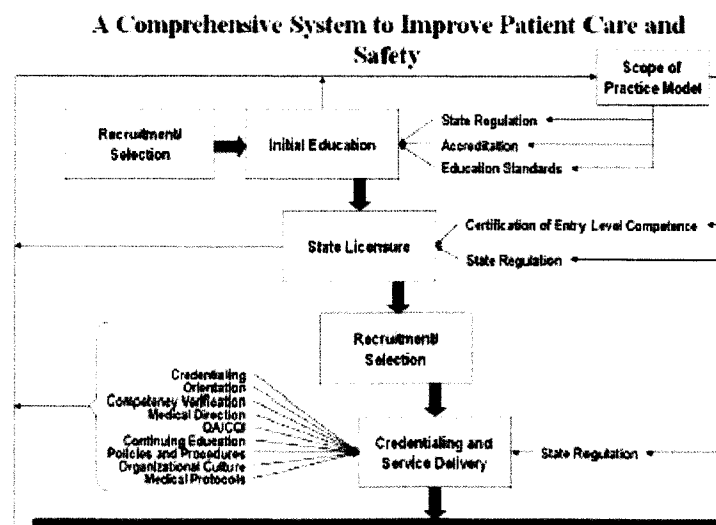 A Comprehensive System to Improve Patient Care and
Safety
Scope of
Practice Model
Recruitment/
Selection
Initial Education
State Regulation
Accreditation
Education Standards
State Licensure
Certification of Entry Level Competence
State Regulation
Recruitment/
Selection
Credentialing
Orientation
Competency Verification
Medical Direction
QA/CQI
Continuing Education
Policies and Procedures
Organizational Culture
Medical Protocols
Credentialing and
Service Delivery
State Regulation